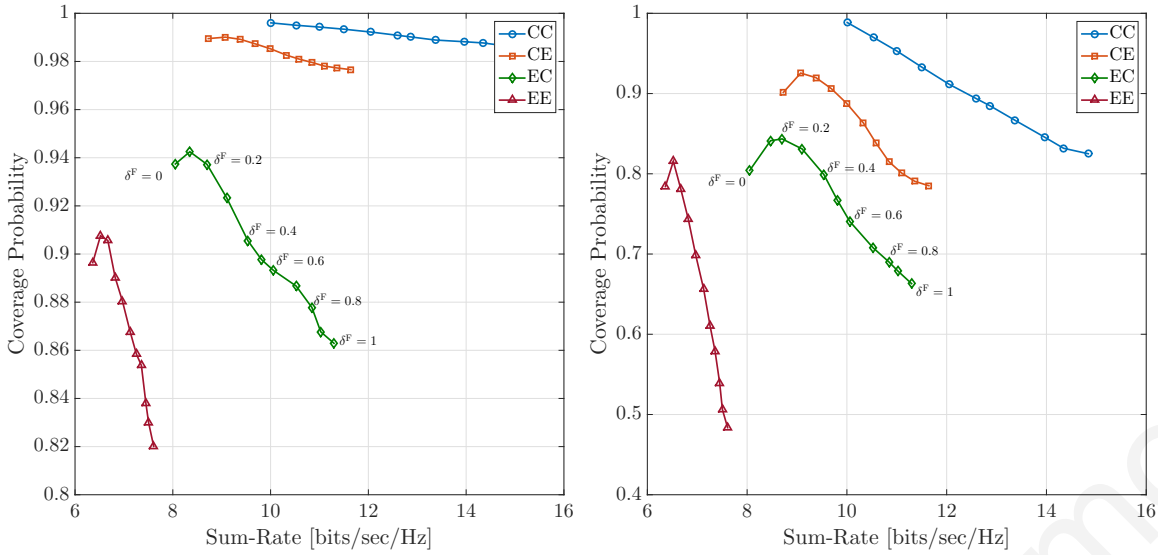 1
0.98
0.96
0.94
0.92
0.9
0.88
0.86
0.84
0.82
0.8
Coverage Probability
CC
CE
EC
EE
δ^F = 0
δ^F = 0.2
δ^F = 0.4
δ^F = 0.6
δ^F = 0.8
δ^F = 1
6 8 10 12 14 16
Sum-Rate [bits/sec/Hz]
1
0.9
0.8
0.7
0.6
0.5
0.4
Coverage Probability
CC
CE
EC
EE
δ^F = 0.2
δ^F = 0
δ^F = 0.4
δ^F = 0.6
δ^F = 0.8
δ^F = 1
6 8 10 12 14 16
Sum-Rate [bits/sec/Hz]